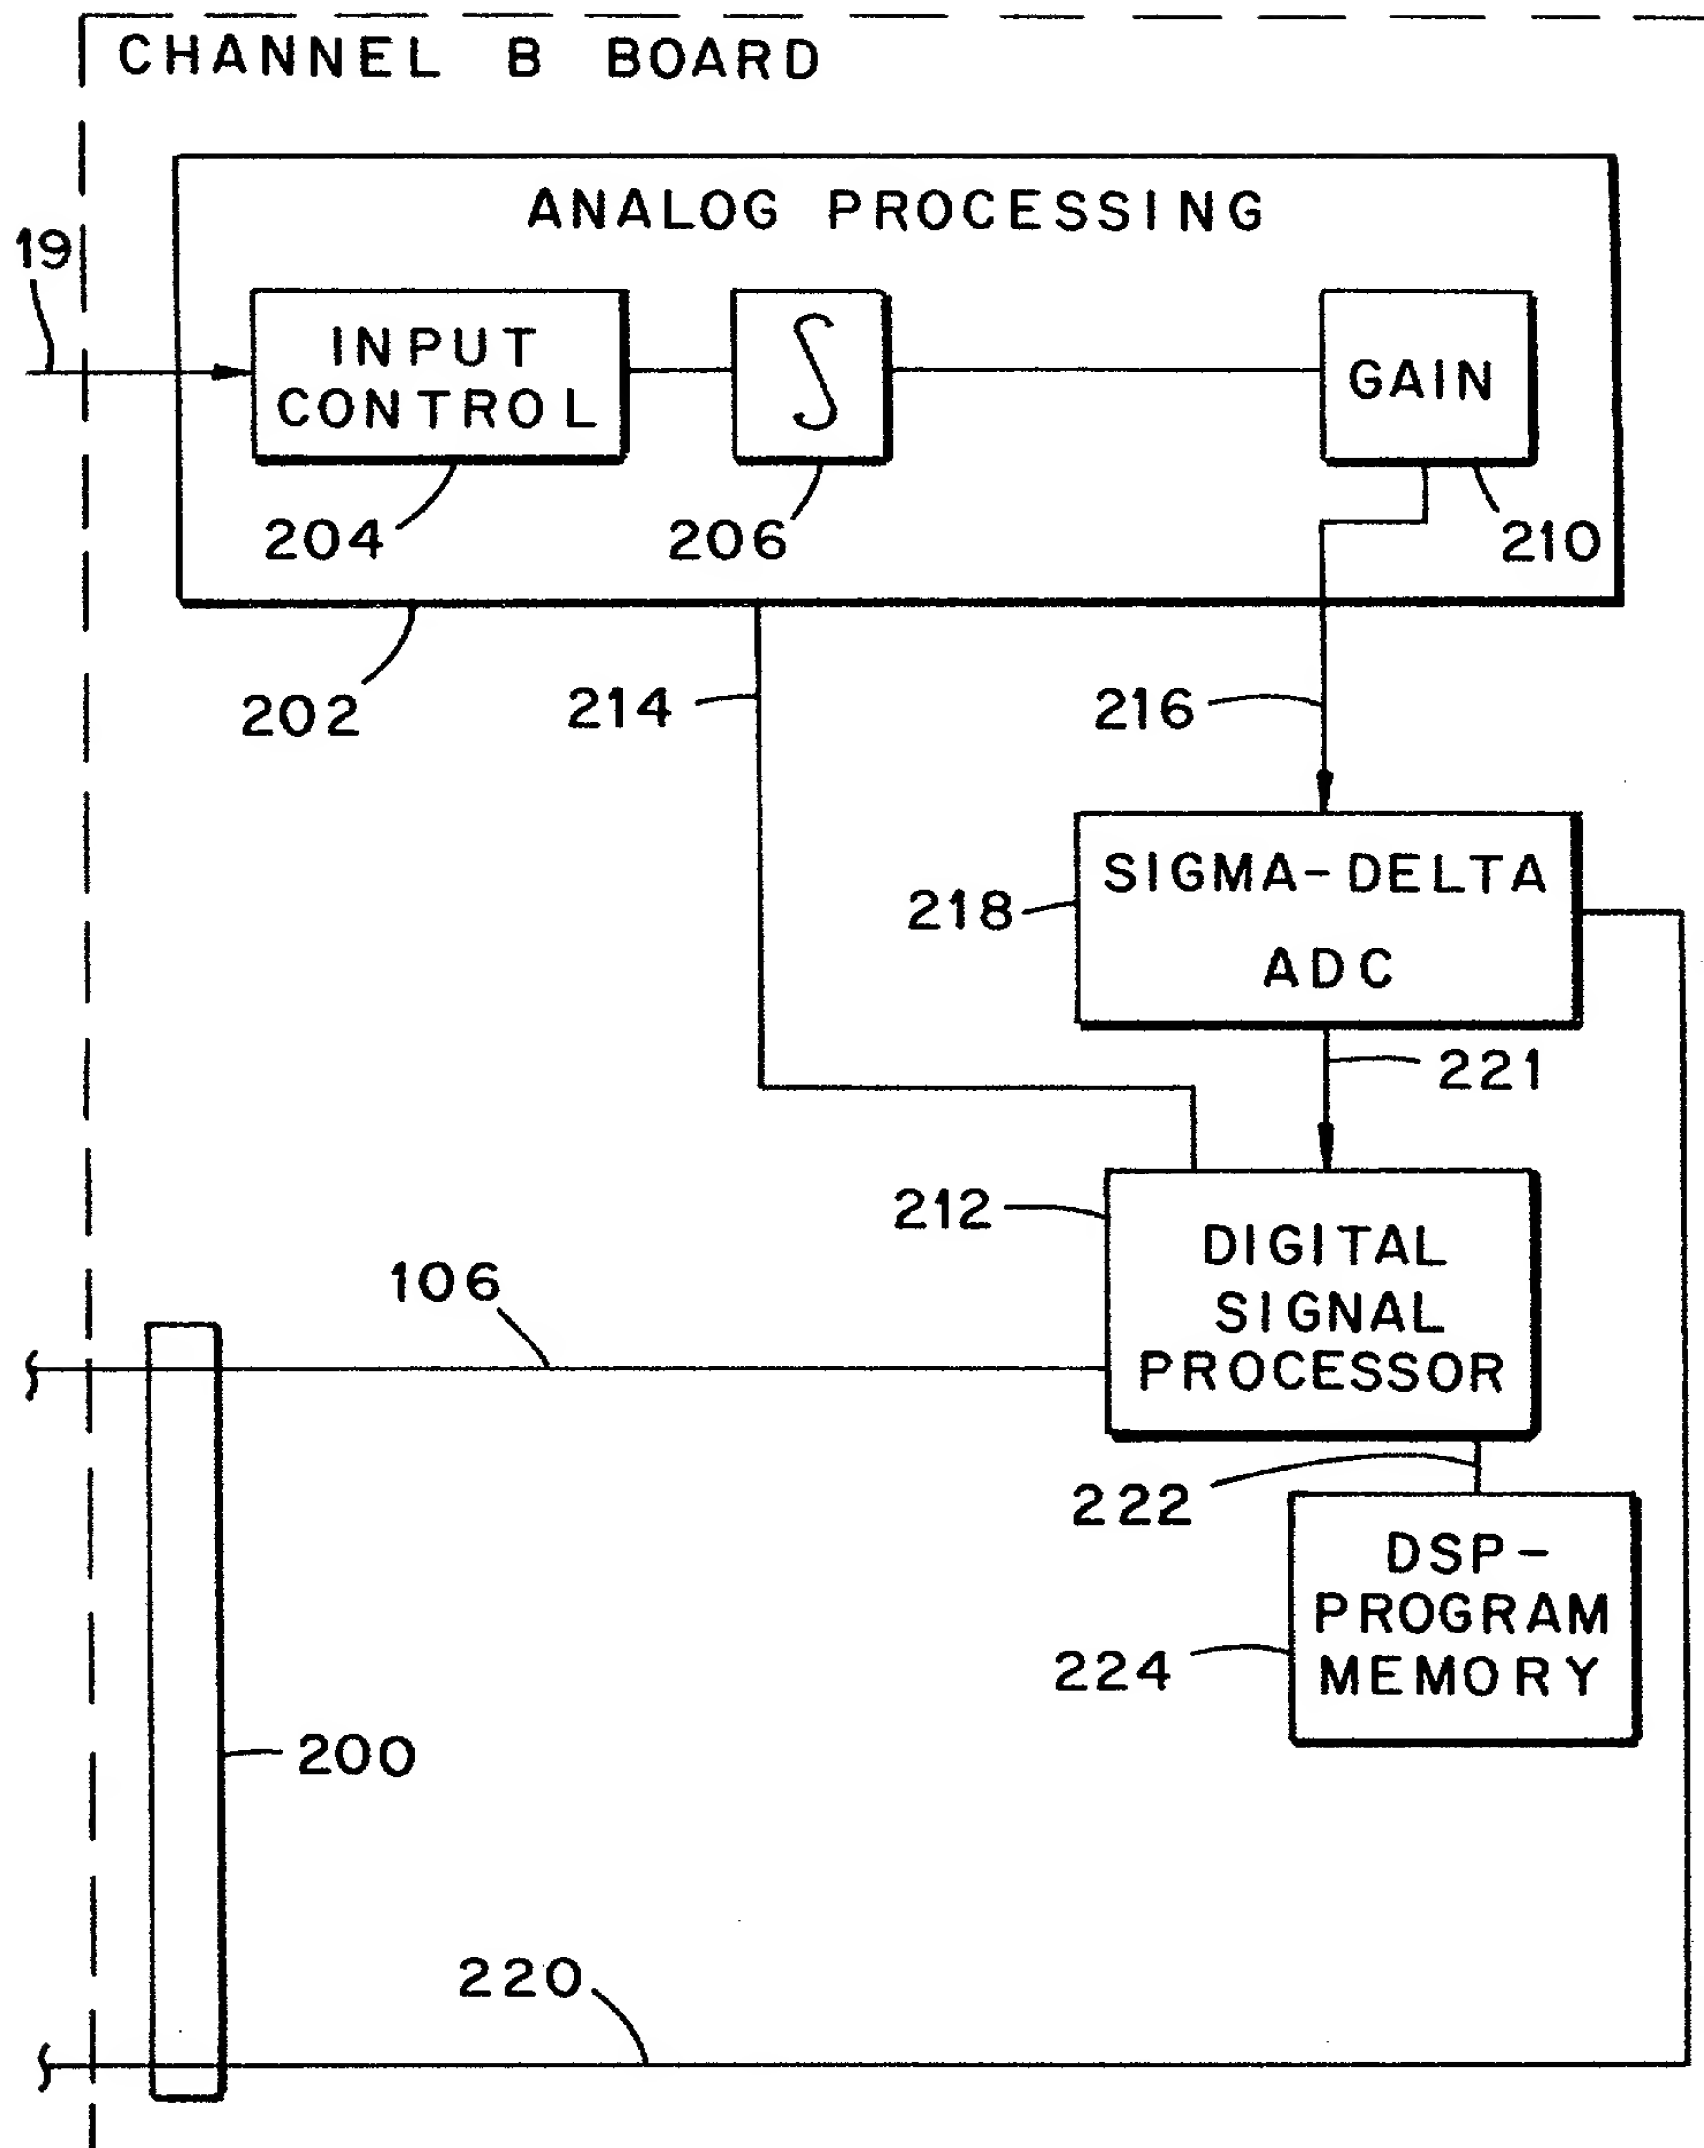 CHANNEL B BOARD
ANALOG PROCESSING
19
INPUT
CONTROL
∫
GAIN
204
206
210
202
214
216
SIGMA-DELTA
ADC
218
221
212
DIGITAL
SIGNAL
PROCESSOR
106
222
DSP-
PROGRAM
MEMORY
224
200
220